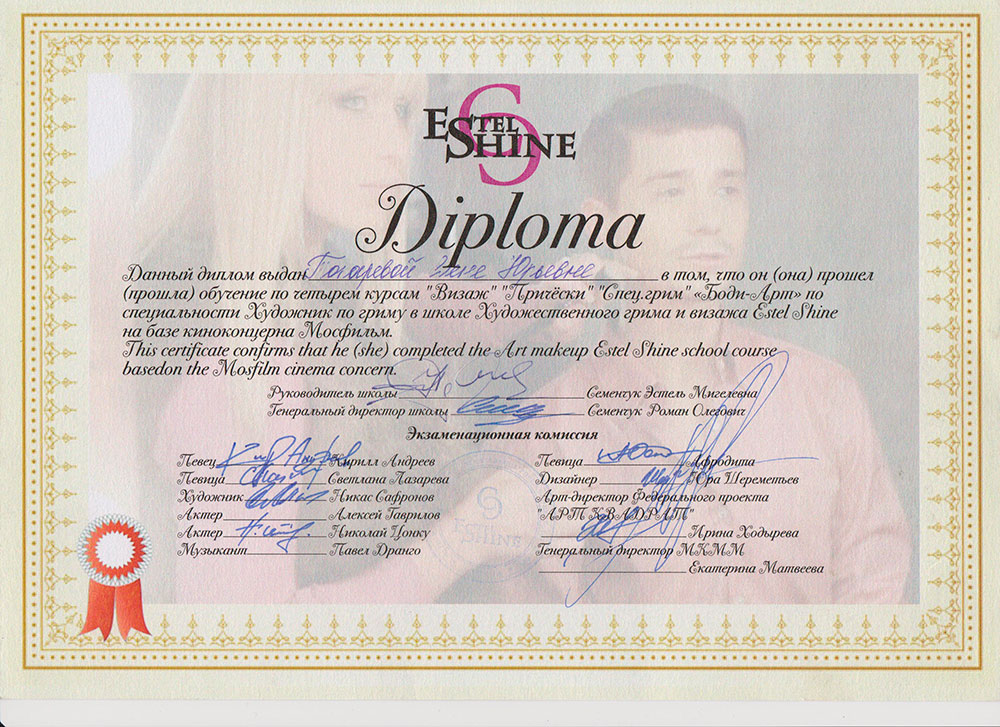 ESTEL
SHINE
Diploma
Данный диплом выдан Юрьевне в том, что он (она) прошел
(прошла) обучение по четырем курсам "Визаж" "Причёски" "Спец.грим" «Боди-Арт» по
специальности Художник по гриму в школе Художественного грима и визажа Estel Shine
на базе киноконцерна Мосфильм.
This certificate confirms that he (she) completed the Art makeup Estel Shine school course
basedon the Mosfilm cinema concern.
Руководитель школы Семенчук Эстель Мигелевна
Генеральный директор школы Семенчук Роман Олегович
Экзаменационная комиссия
Певец Кирилл Андреев
Певица Светлана Лазарева
Художник Никас Сафронов
Актер Алексей Гаврилов
Актер Николай Цонку
Музыкант Павел Дранго
Певица Афродита
Дизайнер Юра Шереметьев
Арт-директор Федерального проекта
"АРТ КВАДРАТ"
Арина Ходырева
Генеральный директор МКММ
Екатерина Матвеева
ESTEL
SHINE